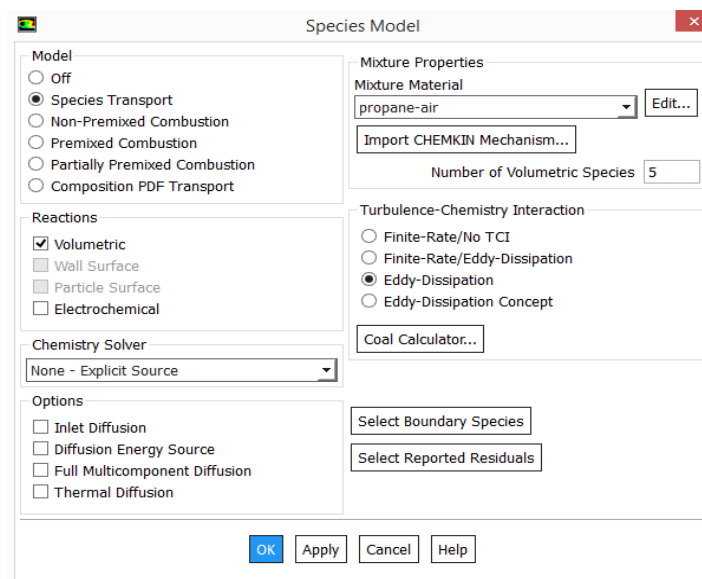 Species Model
Model
Off
Species Transport
Non-Premixed Combustion
Premixed Combustion
Partially Premixed Combustion
Composition PDF Transport
Reactions
Volumetric
Wall Surface
Particle Surface
Electrochemical
Chemistry Solver
None - Explicit Source
Options
Inlet Diffusion
Diffusion Energy Source
Full Multicomponent Diffusion
Thermal Diffusion
Mixture Properties
Mixture Material
propane-air
Edit...
Import CHEMKIN Mechanism...
Number of Volumetric Species 5
Turbulence-Chemistry Interaction
Finite-Rate/No TCI
Finite-Rate/Eddy-Dissipation
Eddy-Dissipation
Eddy-Dissipation Concept
Coal Calculator...
Select Boundary Species
Select Reported Residuals
OK Apply Cancel Help